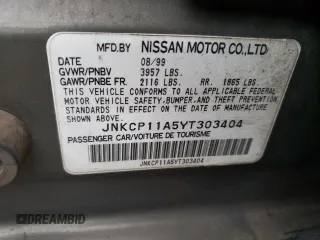 MFD.BY NISSAN MOTOR CO.,LTD
DATE 08/99
GVWR/PNBV 3957 LBS.
GAWR/PNBE FR. 2116 LBS. RR. 1865 LBS.
THIS VEHICLE CONFORMS TO ALL APPLICABLE FEDERAL
MOTOR VEHICLE SAFETY, BUMPER, AND THEFT PREVENTION
STANDARDS IN EFFECT ON THE DATE OF MANUFACTURE
SHOWN ABOVE.
JNKCP11A5YT303404
PASSENGER CAR/VOITURE DE TOURISME
JNKCP11A5YT303404
DREAMBID